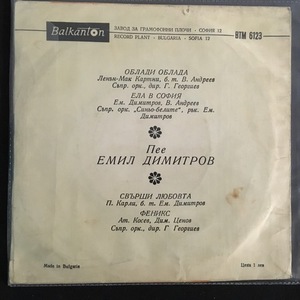 Balkanton
ЗАВОД ЗА ГРАМОФОННИ ПЛОЧИ - СОФИЯ 12
RECORD PLANT - BULGARIA - SOFIA 12
ВТМ 6123
ОБЛАДИ ОБЛАДА
Ленън-Мак Картни, б. т. В. Андреев
Съпр. орк., дир. Г. Георгиев
ЕЛА В СОФИЯ
Ем. Димитров, В. Андреев
Съпр. орк. „Синьо-белите", рък. Ем.
Димитров
Пее
ЕМИЛ ДИМИТРОВ
СВЪРШИ ЛЮБОВТА
П. Карли, б. т. Ем. Димитров
ФЕНИКС
Ат. Косев, Дим. Ценов
Съпр. орк., дир. Г. Георгиев
Made in Bulgaria
Цена 1 лев